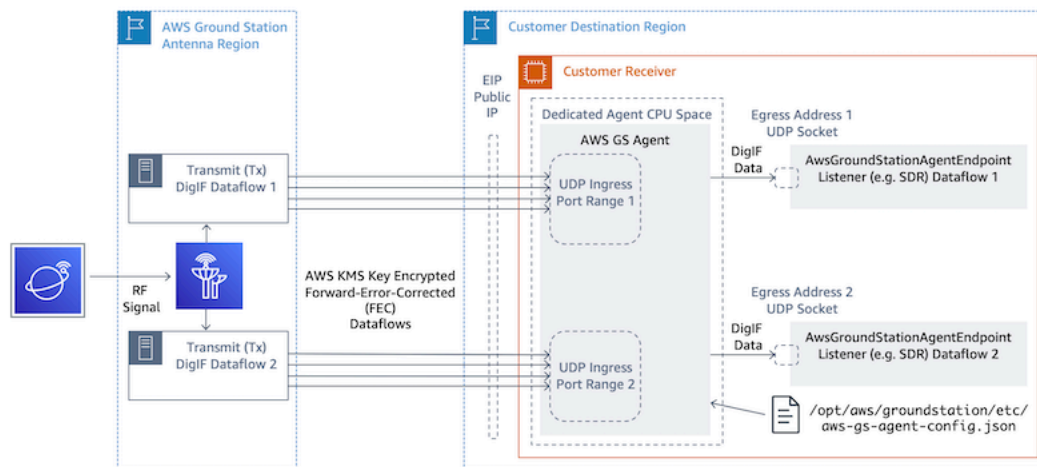 AWS Ground Station
Antenna Region
Customer Destination Region
Customer Receiver
EIP
Public
IP
Dedicated Agent CPU Space
AWS GS Agent
Egress Address 1
UDP Socket
Transmit (Tx)
DigIF Dataflow 1
UDP Ingress
Port Range 1
DigIF
Data
AwsGroundStationAgentEndpoint
Listener (e.g. SDR) Dataflow 1
RF
Signal
AWS KMS Key Encrypted
Forward-Error-Corrected
(FEC)
Dataflows
Egress Address 2
UDP Socket
Transmit (Tx)
DigIF Dataflow 2
UDP Ingress
Port Range 2
DigIF
Data
AwsGroundStationAgentEndpoint
Listener (e.g. SDR) Dataflow 2
/opt/aws/groundstation/etc/
aws-gs-agent-config.json